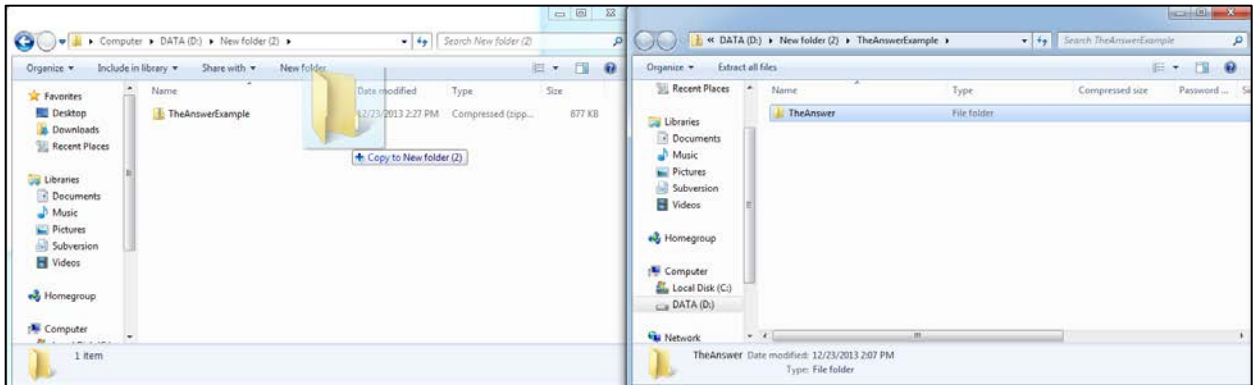 Computer ▸ DATA (D:) ▸ New folder (2) ▸
Search New folder (2)
Organize
Include in library
Share with
New folder
Favorites
Desktop
Downloads
Recent Places
Libraries
Documents
Music
Pictures
Subversion
Videos
Homegroup
Computer
Name
Date modified
Type
Size
TheAnswerExample
12/23/2013 2:27 PM
Compressed (zipp...
877 KB
Copy to New folder (2)
1 item
« DATA (D:) ▸ New folder (2) ▸ TheAnswerExample ▸
Search TheAnswerExample
Organize
Extract all files
Recent Places
Libraries
Documents
Music
Pictures
Subversion
Videos
Homegroup
Computer
Local Disk (C:)
DATA (D:)
Network
Name
Type
Compressed size
Password ...
TheAnswer
File folder
TheAnswer Date modified: 12/23/2013 2:07 PM
Type: File folder